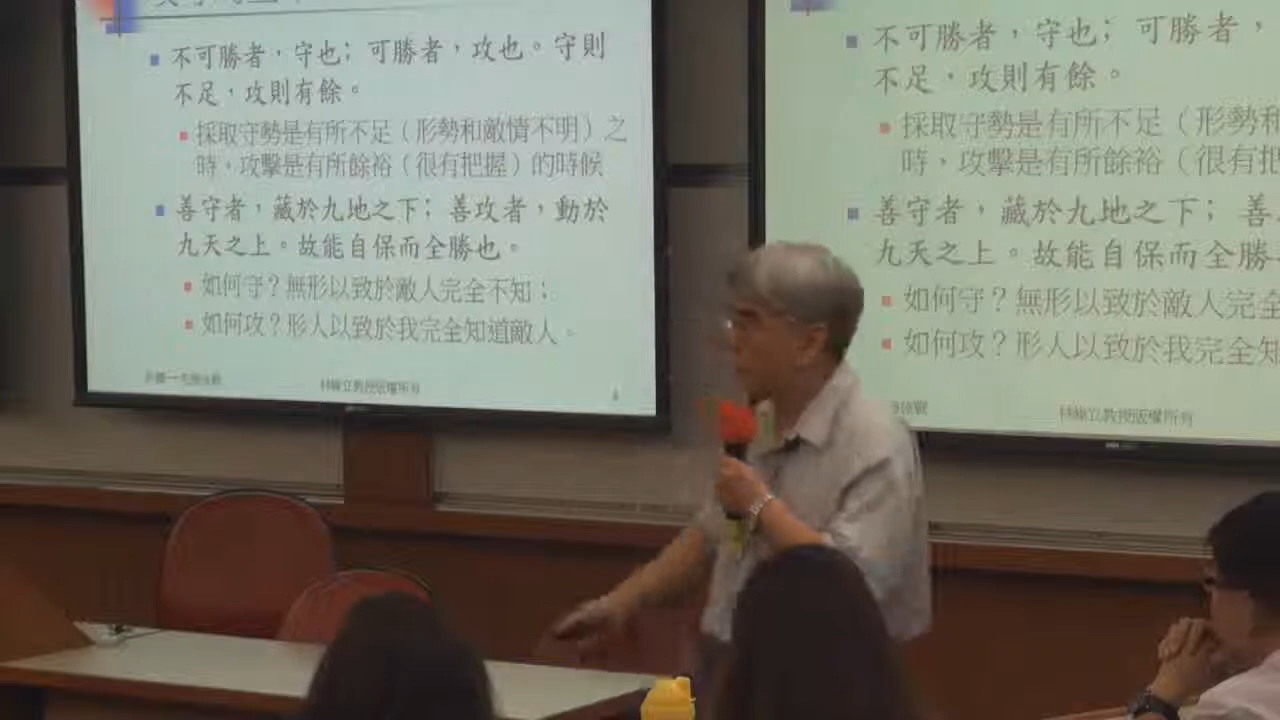 不可勝者，守也；可勝者，攻也。守則
不足，攻則有餘。
採取守勢是有所不足（形勢和敵情不明）之
時，攻擊是有所餘裕（很有把握）的時候
善守者，藏於九地之下；善攻者，動於
九天之上。故能自保而全勝也。
如何守？無形以致於敵人完全不知；
如何攻？形人以致於我完全知道敵人。
教授版權所有
不可勝者，守也；可勝者，
不足，攻則有餘。
採取守勢是有所不足（形勢和
時，攻擊是有所餘裕（很有把
善守者，藏於九地之下；善
九天之上。故能自保而全勝
如何守？無形以致於敵人完全
如何攻？形人以致於我完全知
教授版權所有